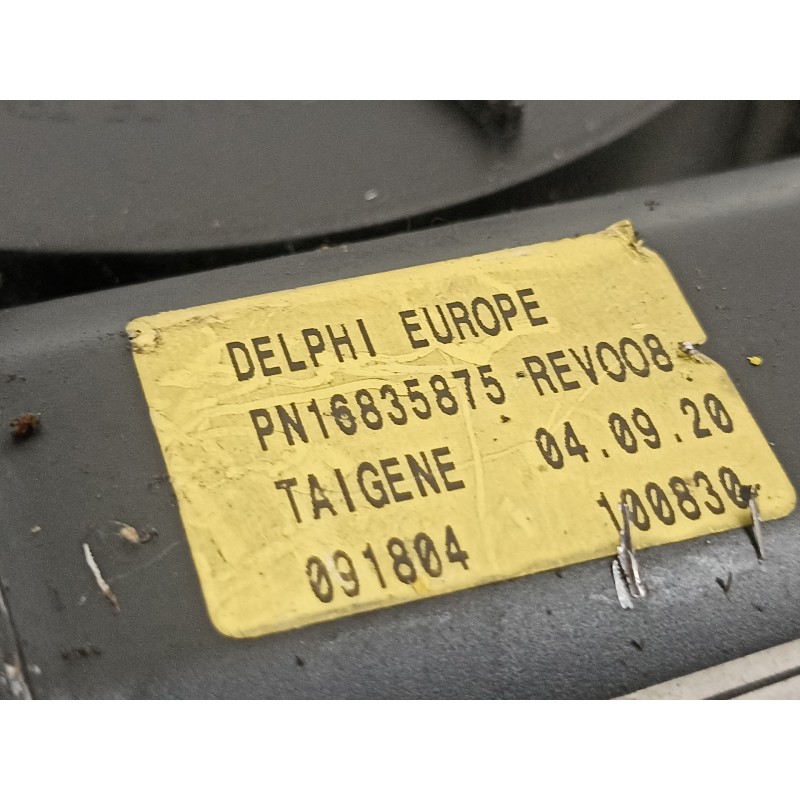 DELPHI EUROPE
PN16835875-REV008
TAIGENE 04.09.20
091804 100830